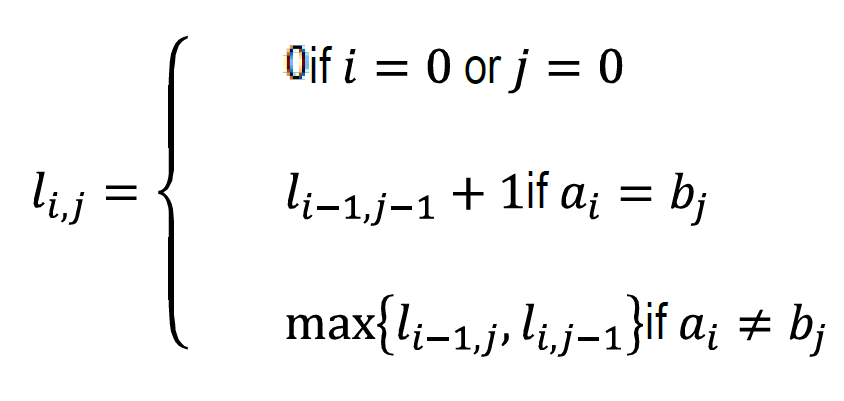 0if i = 0 or j = 0
l_{i,j} = { l_{i−1,j−1} + 1if a_i = b_j
max{l_{i−1,j}, l_{i,j−1}}if a_i ≠ b_j